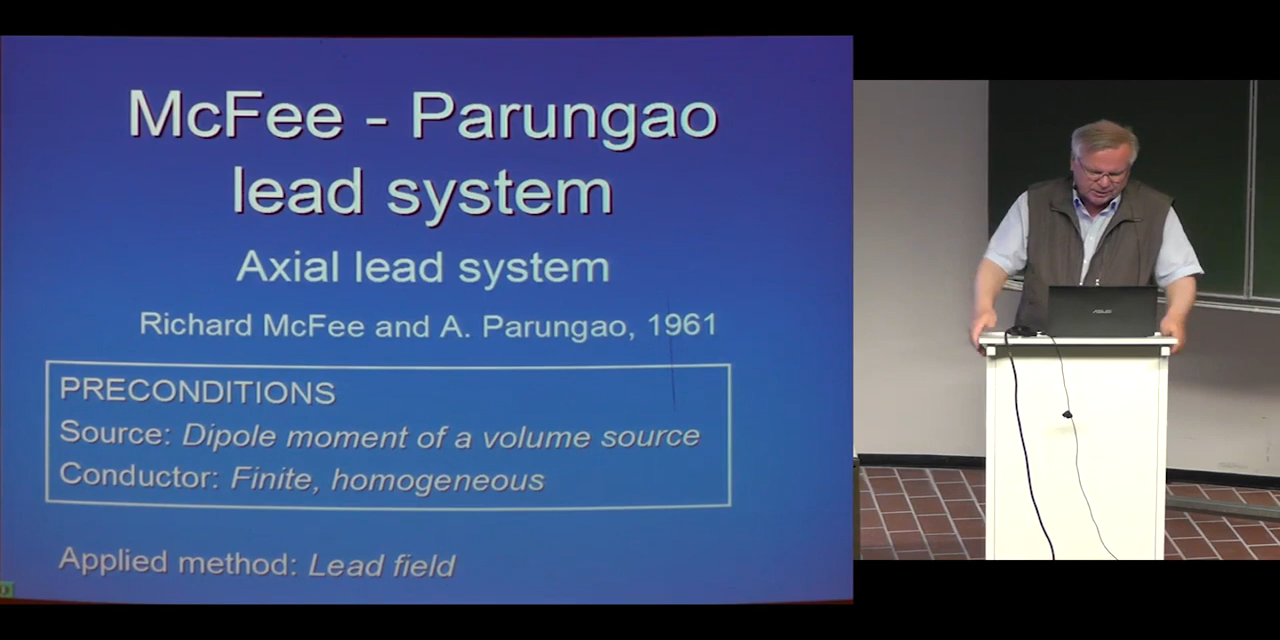 McFee - Parungao
lead system
Axial lead system
Richard McFee and A. Parungao, 1961
PRECONDITIONS
Source: Dipole moment of a volume source
Conductor: Finite, homogeneous
Applied method: Lead field
ASUS